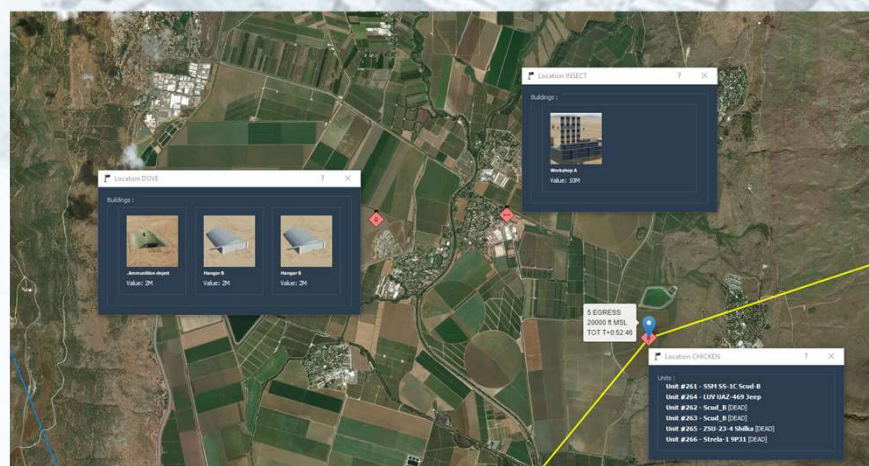 Location INSECT
Buildings :
Workshop A
Value: 10M
Location DOVE
Buildings :
.Ammunition depot
Hangar B
Hangar B
Value: 2M
Value: 2M
Value: 2M
5 EGRESS
20000 ft MSL
TOT T+0:52:46
Location CHICKEN
Units :
Unit #261 - SSM SS-1C Scud-B
Unit #264 - LUV UAZ-469 Jeep
Unit #262 - Scud_B [DEAD]
Unit #263 - Scud_B [DEAD]
Unit #265 - ZSU-23-4 Shilka [DEAD]
Unit #266 - Strela-1 9P31 [DEAD]